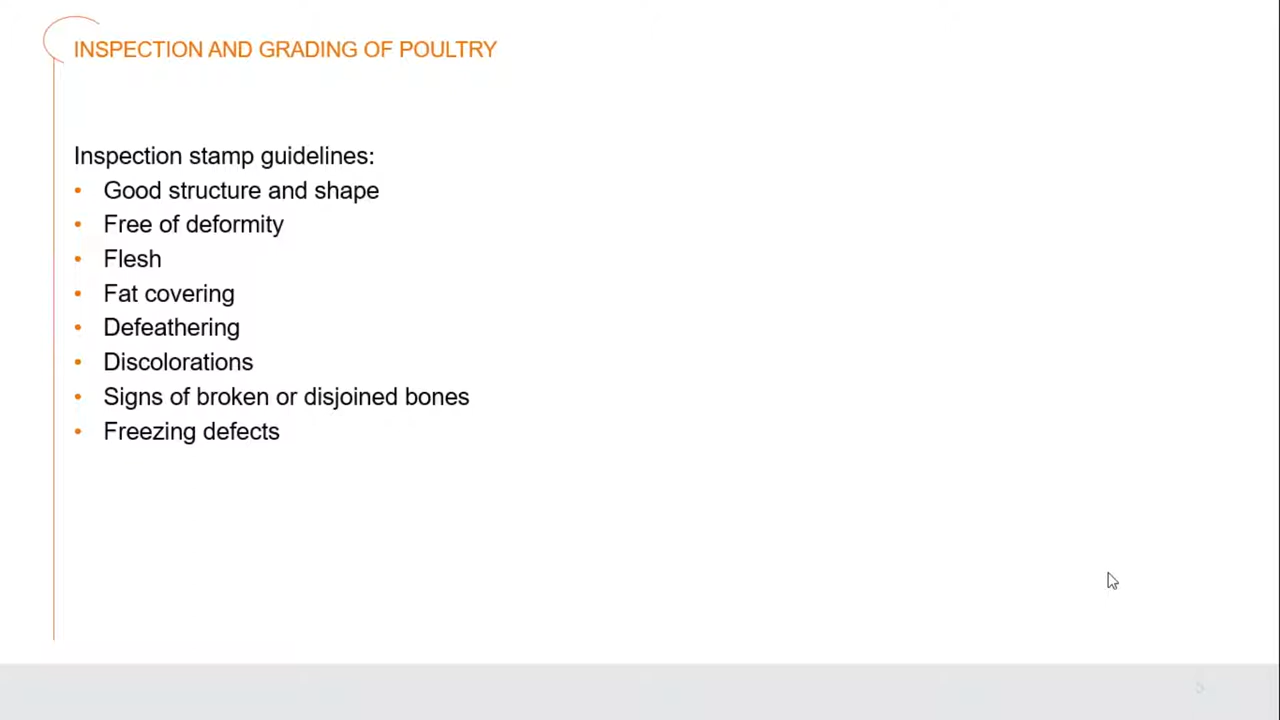 INSPECTION AND GRADING OF POULTRY
Inspection stamp guidelines:
• Good structure and shape
• Free of deformity
• Flesh
• Fat covering
• Defeathering
• Discolorations
• Signs of broken or disjoined bones
• Freezing defects